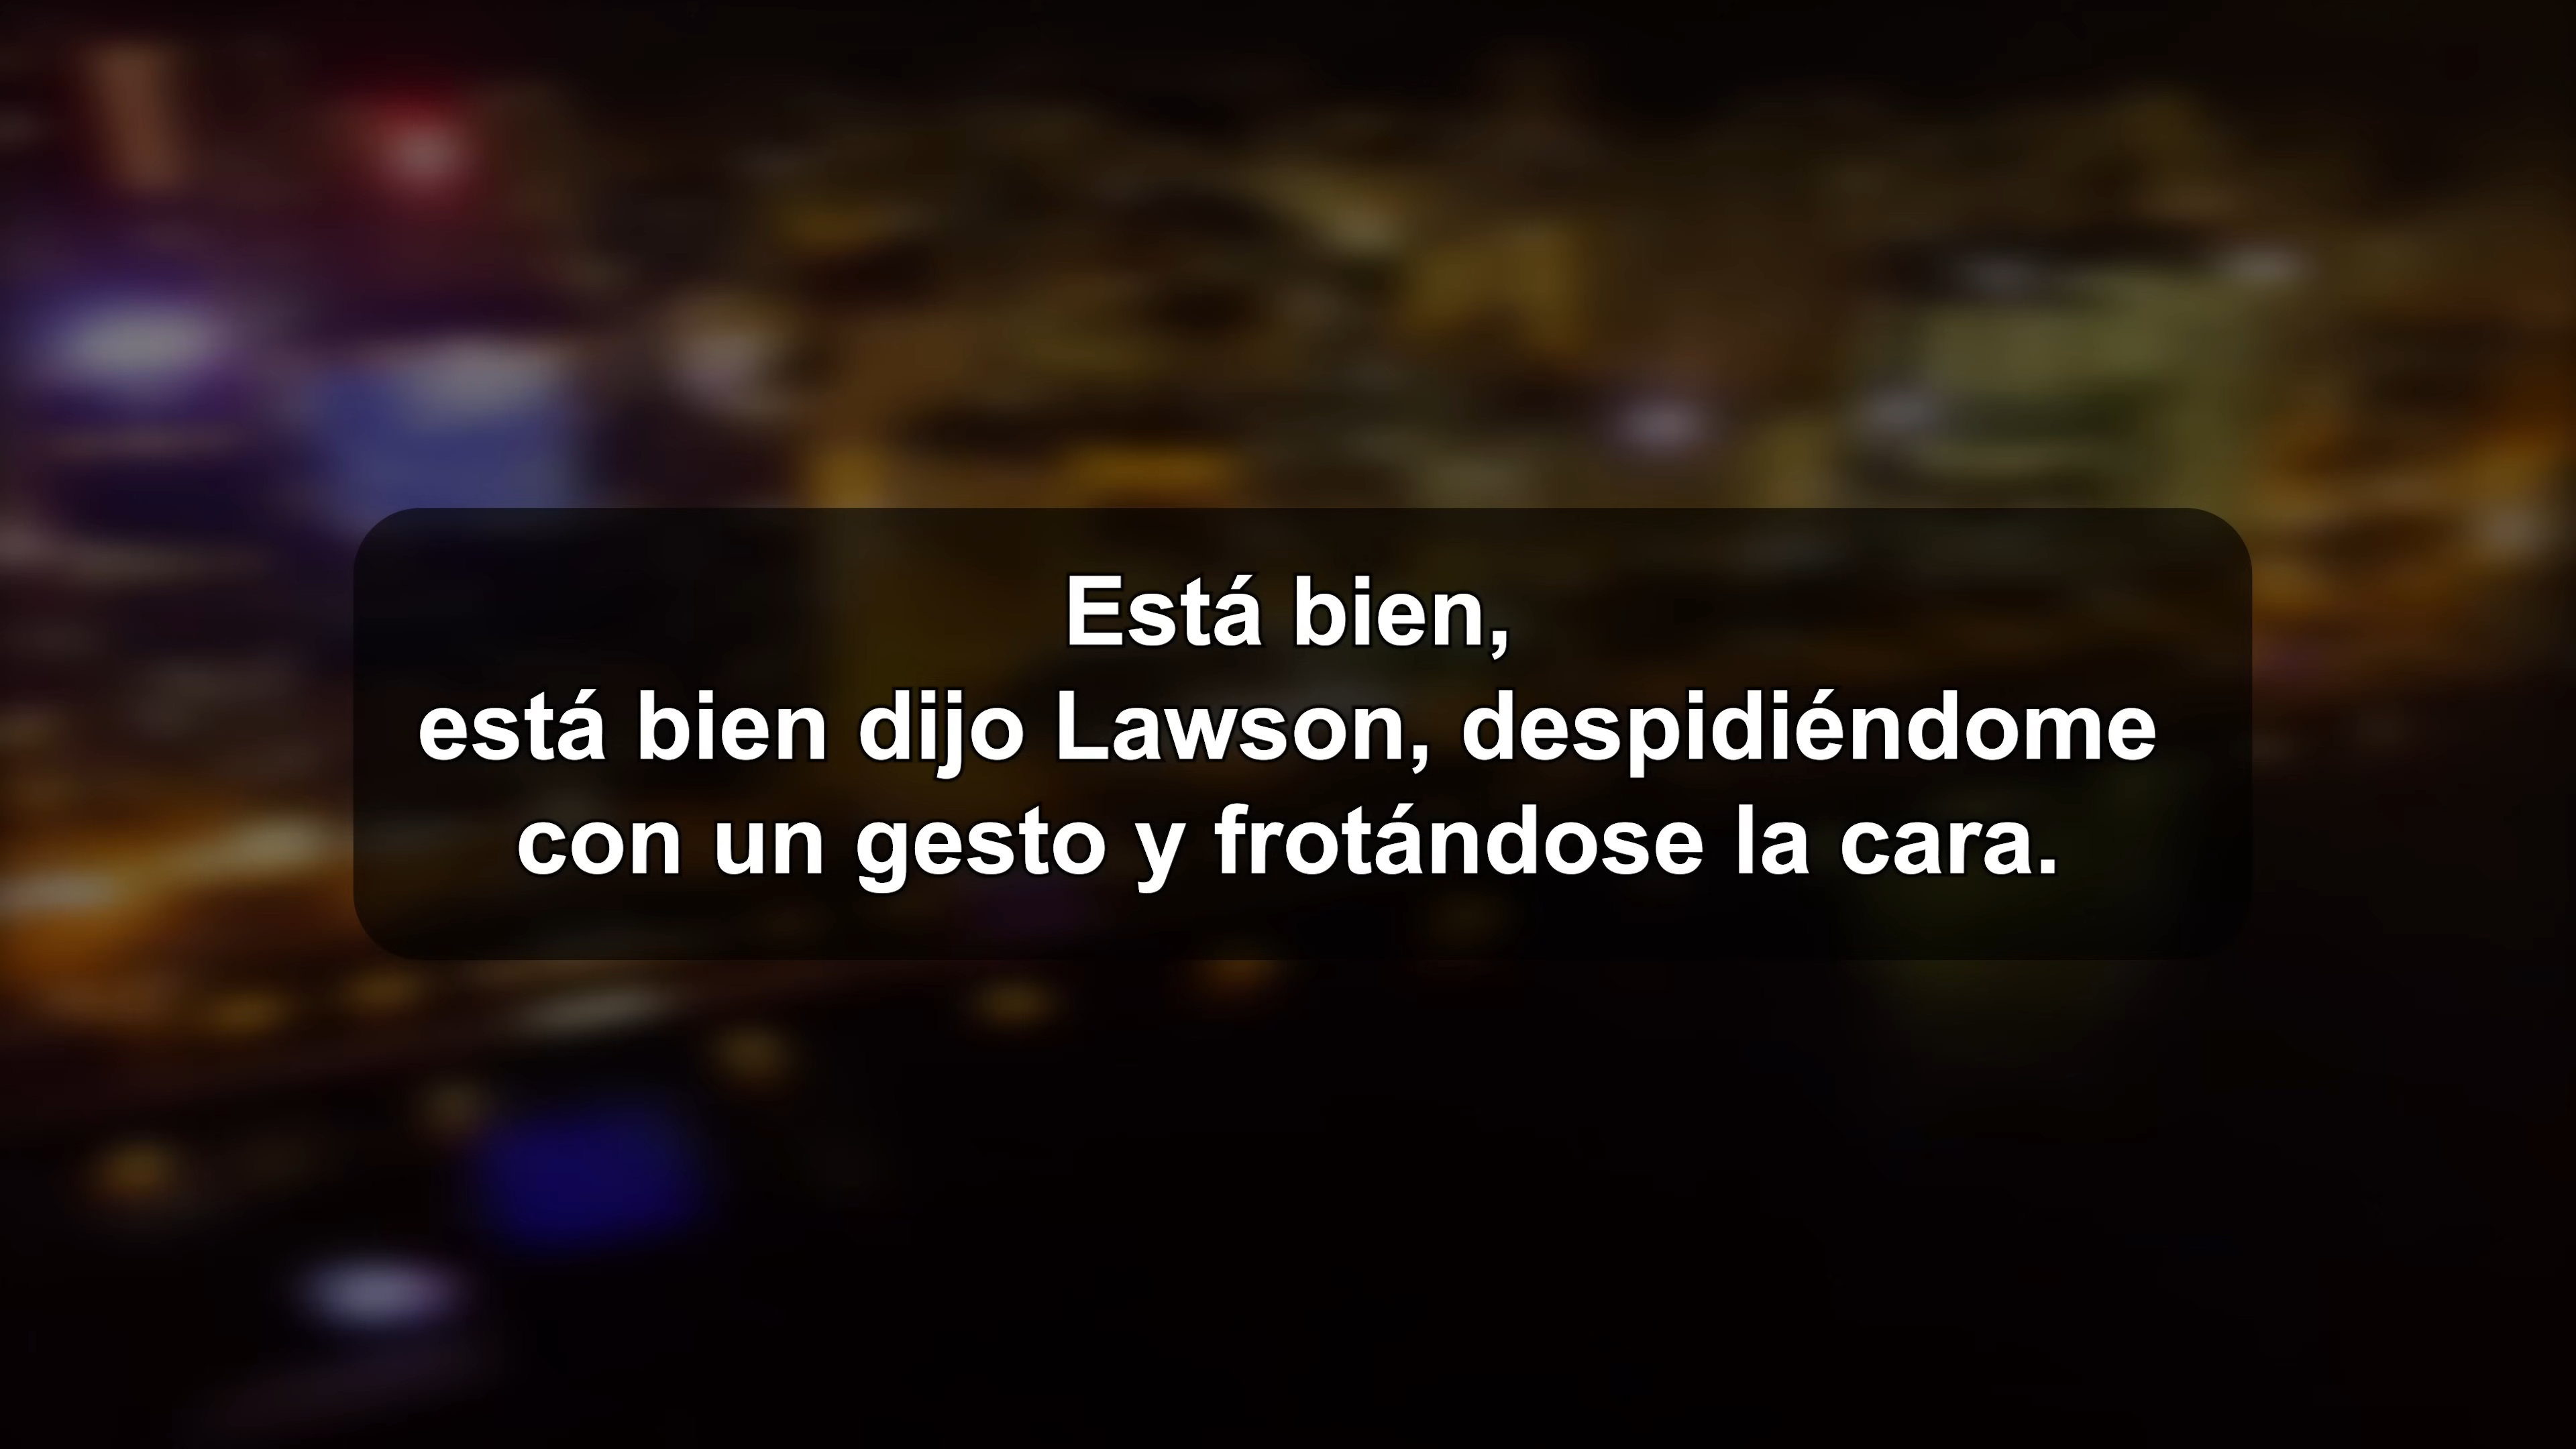 Está bien,
está bien dijo Lawson, despidiéndome
con un gesto y frotándose la cara.